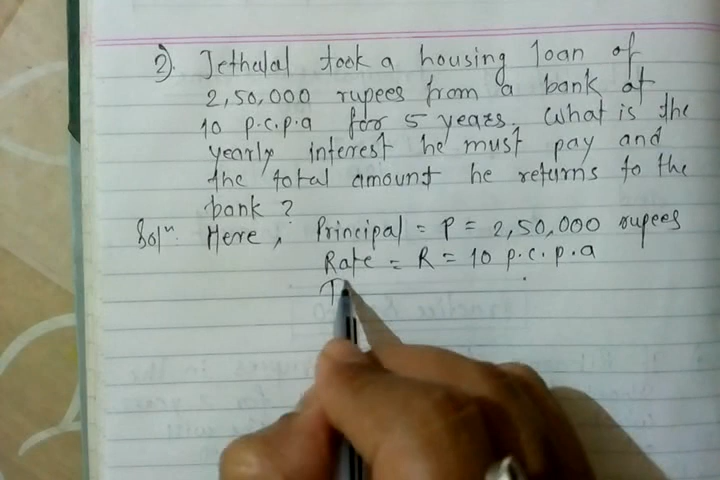 2) Jethalal took a housing loan of
2,50,000 rupees from a bank at
10 p.c.p.a for 5 years. What is the
yearly interest he must pay and
the total amount he returns to the
bank ?
Solⁿ. Here, Principal = P = 2,50,000 rupees
Rate = R = 10 p.c.p.a
T